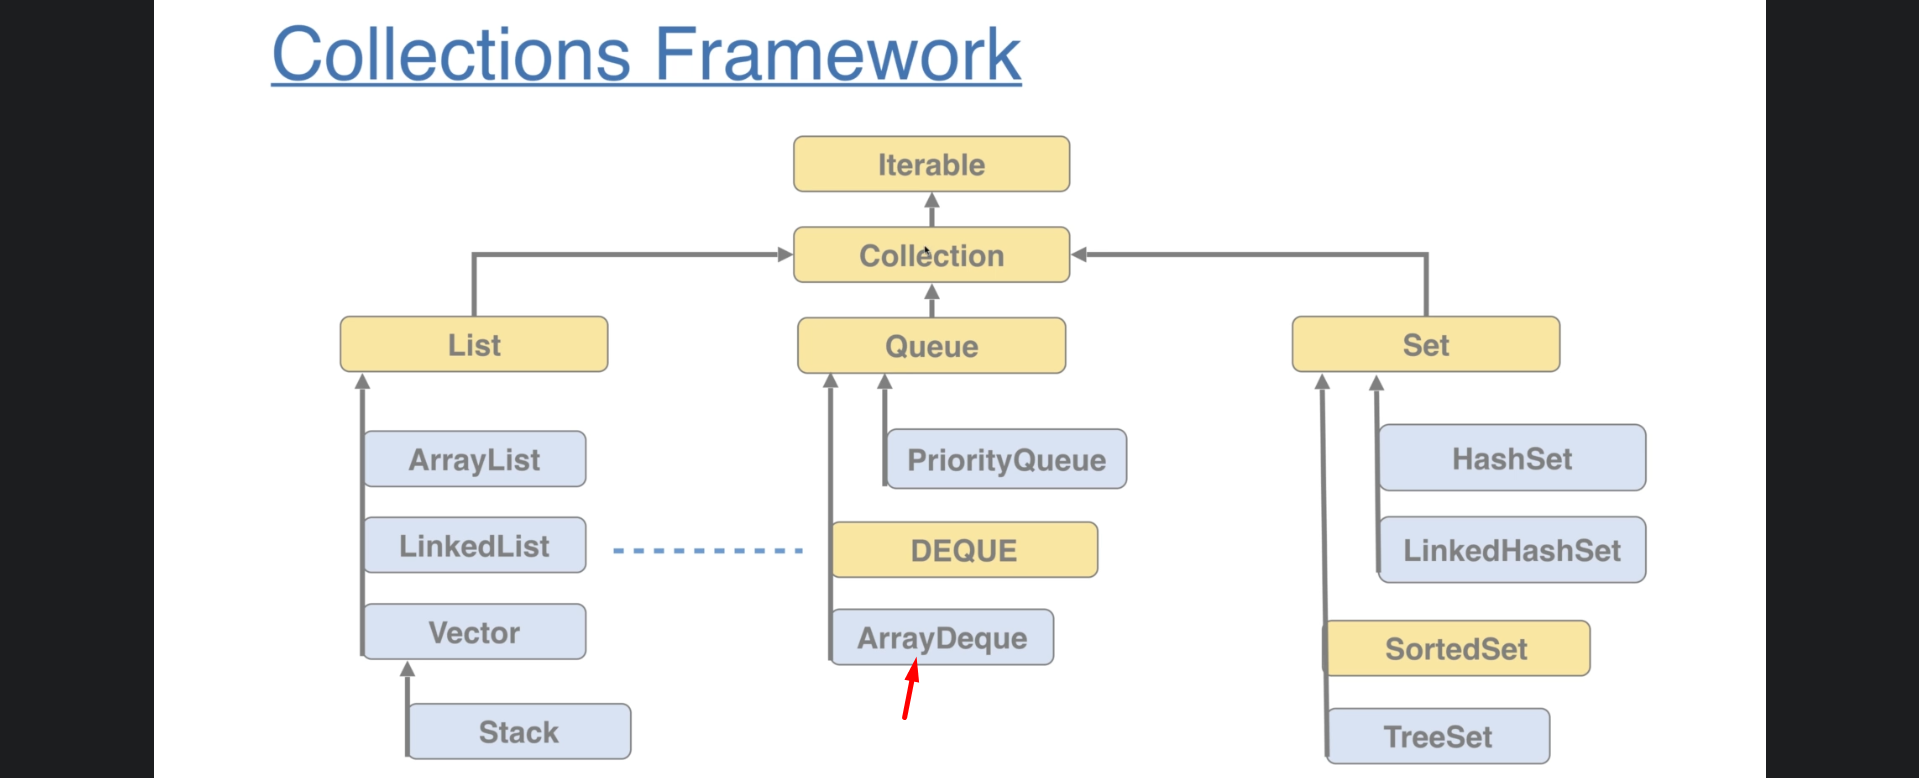 Collections Framework
Iterable
Collection
List
Queue
Set
ArrayList
PriorityQueue
HashSet
LinkedList
DEQUE
LinkedHashSet
Vector
ArrayDeque
SortedSet
Stack
TreeSet